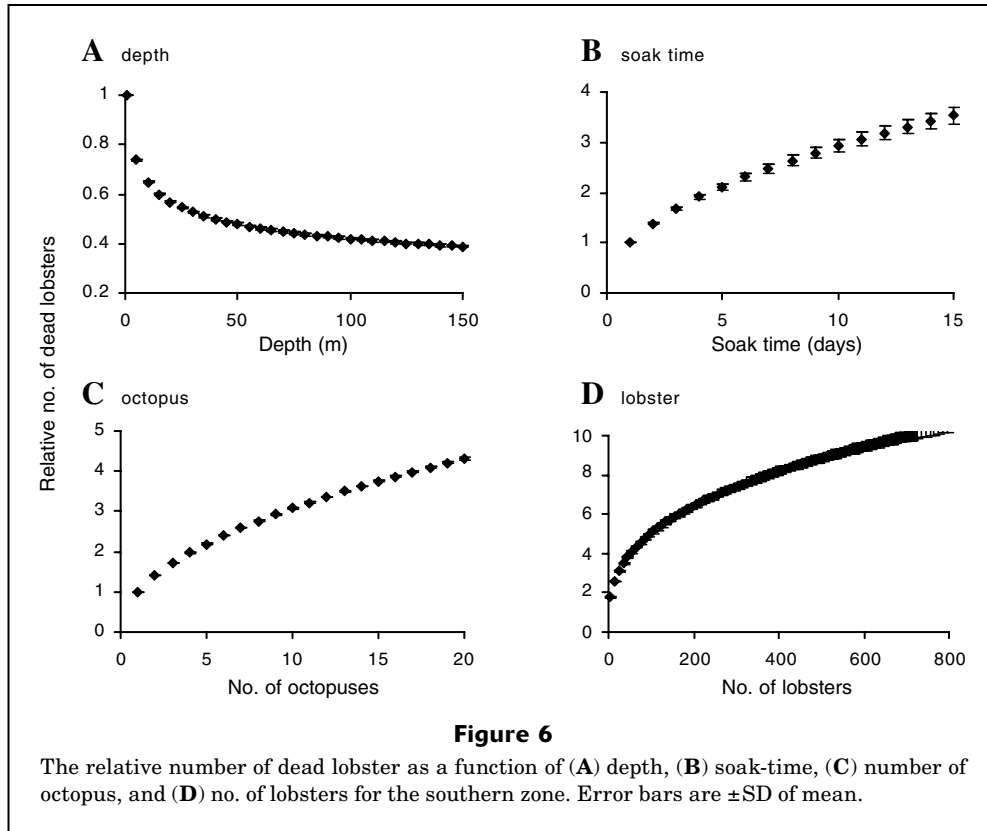 A depth
1
0.8
0.6
0.4
0.2
0 50 100 150
Depth (m)
B soak time
4
3
2
1
0
0 5 10 15
Soak time (days)
Relative no. of dead lobsters
C octopus
5
4
3
2
1
0
0 5 10 15 20
No. of octopuses
D lobster
10
8
6
4
2
0
0 200 400 600 800
No. of lobsters
Figure 6
The relative number of dead lobster as a function of (A) depth, (B) soak-time, (C) number of
octopus, and (D) no. of lobsters for the southern zone. Error bars are ±SD of mean.